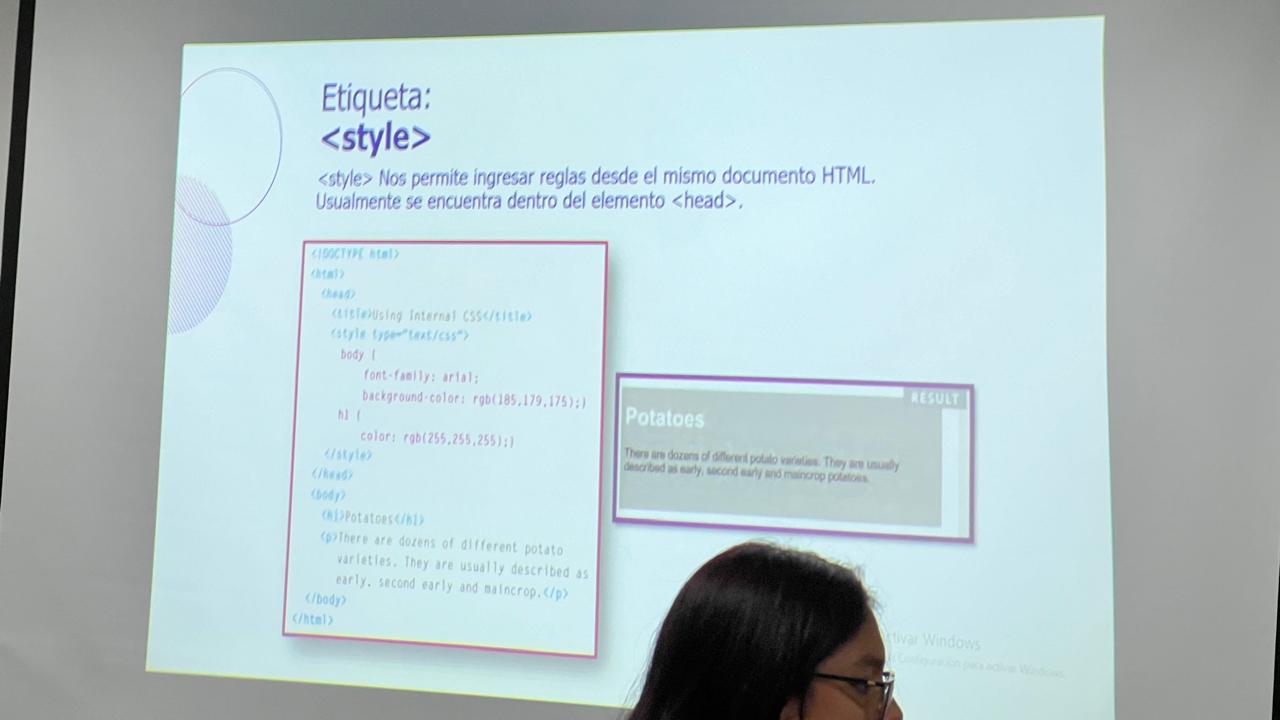 Etiqueta:
<style>
<style> Nos permite ingresar reglas desde el mismo documento HTML.
Usualmente se encuentra dentro del elemento <head>.
<!DOCTYPE html>
<html>
<head>
<title>Using Internal CSS</title>
<style type="text/css">
body {
font-family: arial;
background-color: rgb(185,179,175);}
h1 {
color: rgb(255,255,255);}
</style>
</head>
<body>
<h1>Potatoes</h1>
<p>There are dozens of different potato
varieties. They are usually described as
early, second early and maincrop.</p>
</body>
</html>
RESULT
Potatoes
There are dozens of different potato varieties. They are usually
described as early, second early and maincrop potatoes.
ctivar Windows
Configuración para activar Windows.